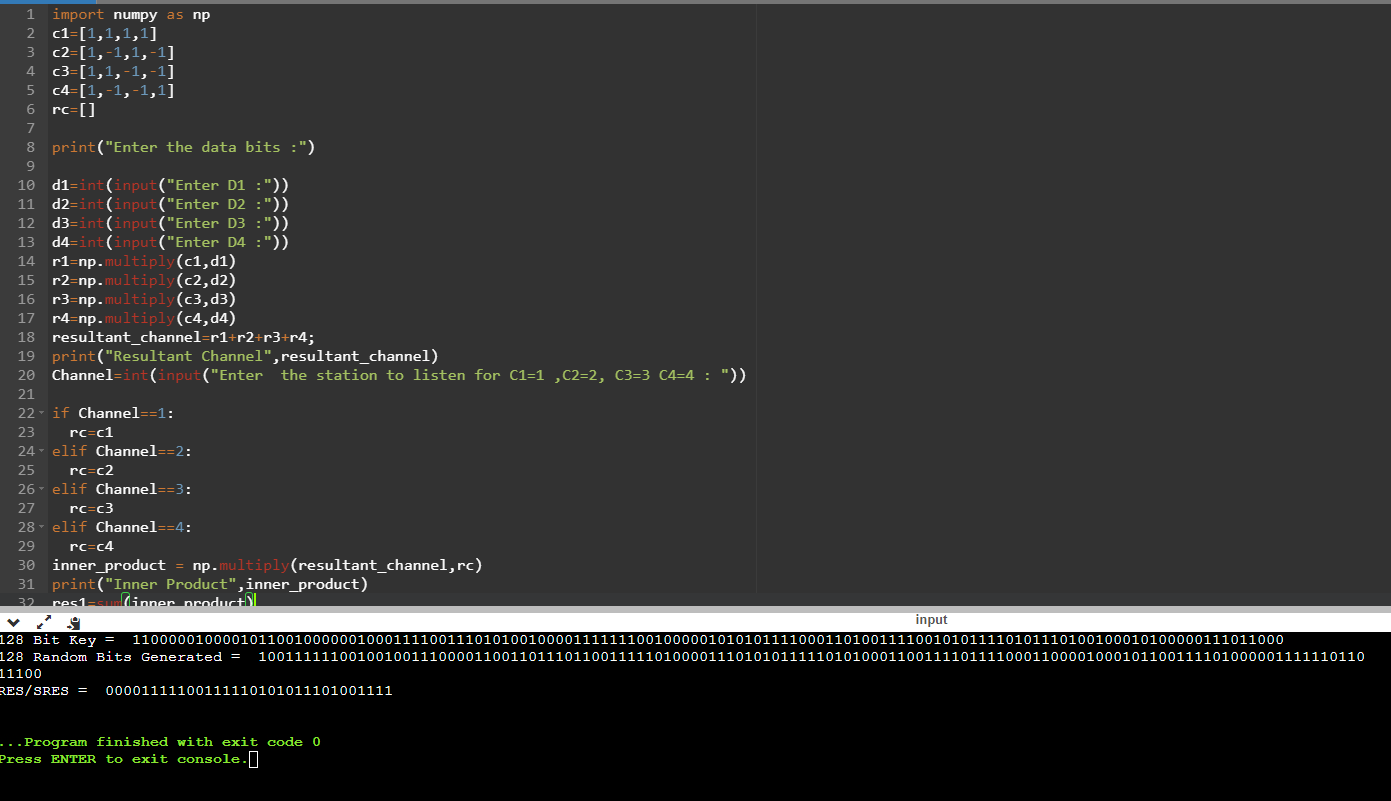 1 import numpy as np
2 c1=[1,1,1,1]
3 c2=[1,-1,1,-1]
4 c3=[1,1,-1,-1]
5 c4=[1,-1,-1,1]
6 rc=[]
7
8 print("Enter the data bits :")
9
10 d1=int(input("Enter D1 :"))
11 d2=int(input("Enter D2 :"))
12 d3=int(input("Enter D3 :"))
13 d4=int(input("Enter D4 :"))
14 r1=np.multiply(c1,d1)
15 r2=np.multiply(c2,d2)
16 r3=np.multiply(c3,d3)
17 r4=np.multiply(c4,d4)
18 resultant_channel=r1+r2+r3+r4;
19 print("Resultant Channel",resultant_channel)
20 Channel=int(input("Enter  the station to listen for C1=1 ,C2=2, C3=3 C4=4 : "))
21
22 if Channel==1:
23   rc=c1
24 elif Channel==2:
25   rc=c2
26 elif Channel==3:
27   rc=c3
28 elif Channel==4:
29   rc=c4
30 inner_product = np.multiply(resultant_channel,rc)
31 print("Inner Product",inner_product)
32 res1=sum(inner_product)
input
128 Bit Key =  11000001000010110010000001000111100111010100100001111111001000001010101111000110100111100101011110101110100100010100000111011000
128 Random Bits Generated =  1001111110010010011100001100110111011001111101000011101010111110101000110011110111100011000010001011001111010000011111110110
11100
RES/SRES =  00001111100111110101011101001111
...Program finished with exit code 0
Press ENTER to exit console.